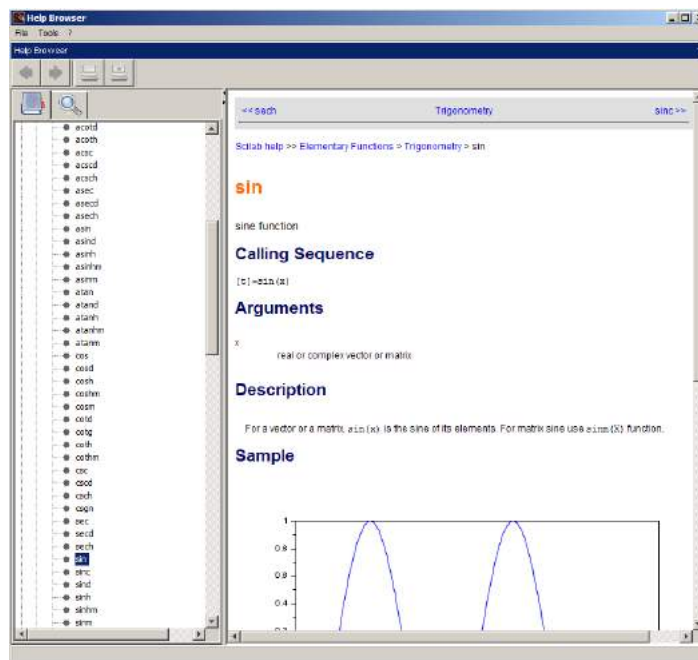 Help Browser
File Tools ?
Help Browser
acotd
acoth
acsc
acscd
acsch
asec
asecd
asech
asin
asind
asinh
asinhm
asinm
atan
atand
atanh
atanhm
atanm
cos
cosd
cosh
coshm
cosm
cotd
cotg
coth
cothm
csc
cscd
csch
csgn
sec
secd
sech
sin
sinc
sind
sinh
sinhm
sinm
<< sech Trigonometry sinc >>
Scilab help >> Elementary Functions > Trigonometry > sin
sin
sine function
Calling Sequence
[t]=sin(x)
Arguments
x
real or complex vector or matrix
Description
For a vector or a matrix, sin(x) is the sine of its elements. For matrix sine use sinm(X) function.
Sample
1
0.8
0.6
0.4
0.2